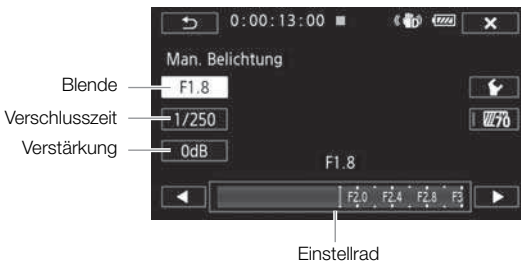 0:00:13:00
Man. Belichtung
Blende
F1.8
Verschlusszeit
1/250
70
Verstärkung
0dB
F1.8
F2.0 F2.4 F2.8 F3
Einstellrad